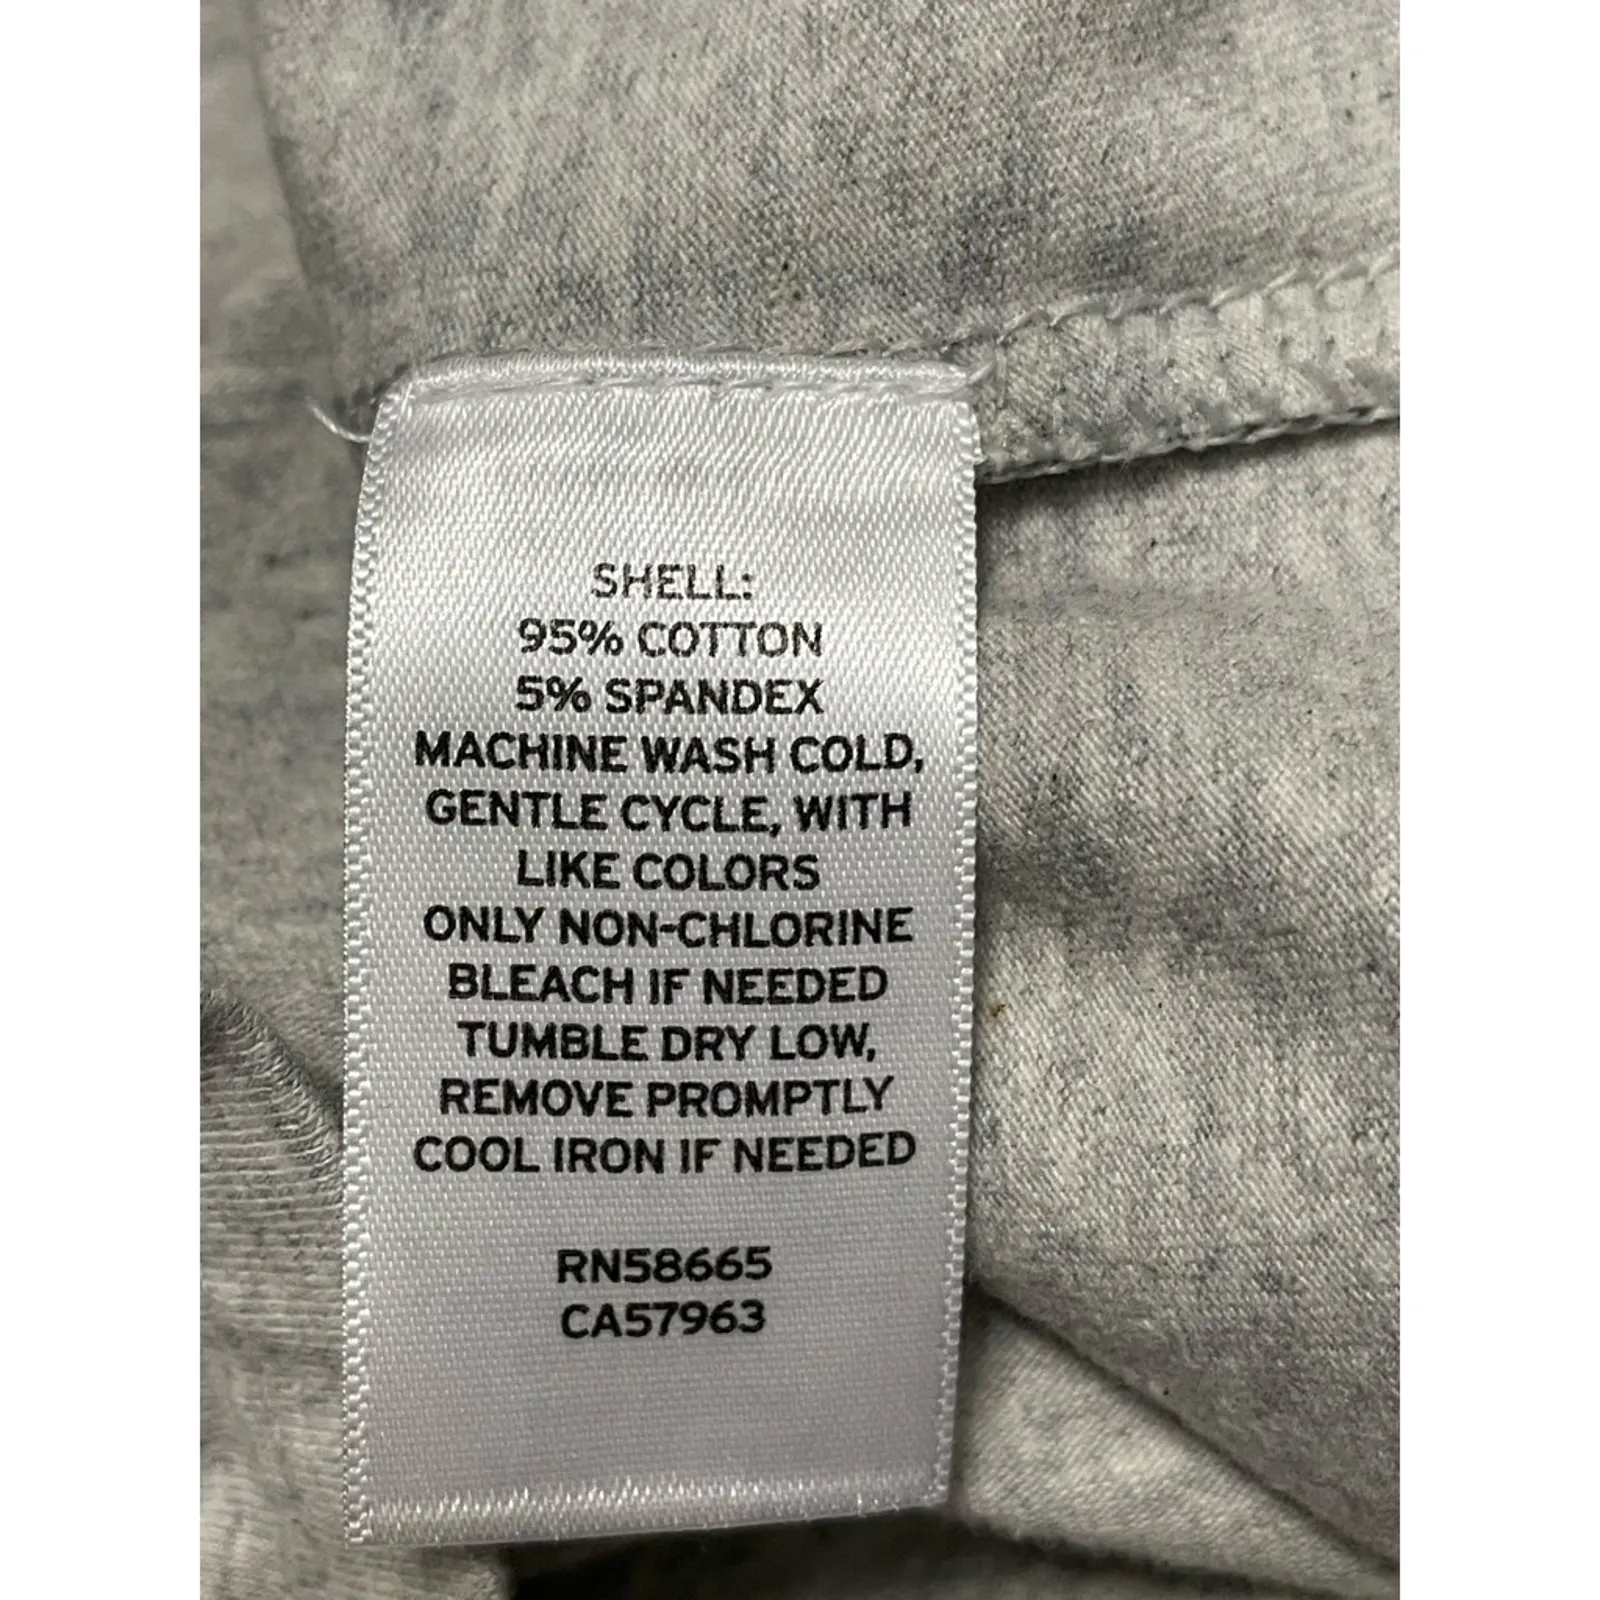 SHELL:
95% COTTON
5% SPANDEX
MACHINE WASH COLD,
GENTLE CYCLE, WITH
LIKE COLORS
ONLY NON-CHLORINE
BLEACH IF NEEDED
TUMBLE DRY LOW,
REMOVE PROMPTLY
COOL IRON IF NEEDED
RN58665
CA57963